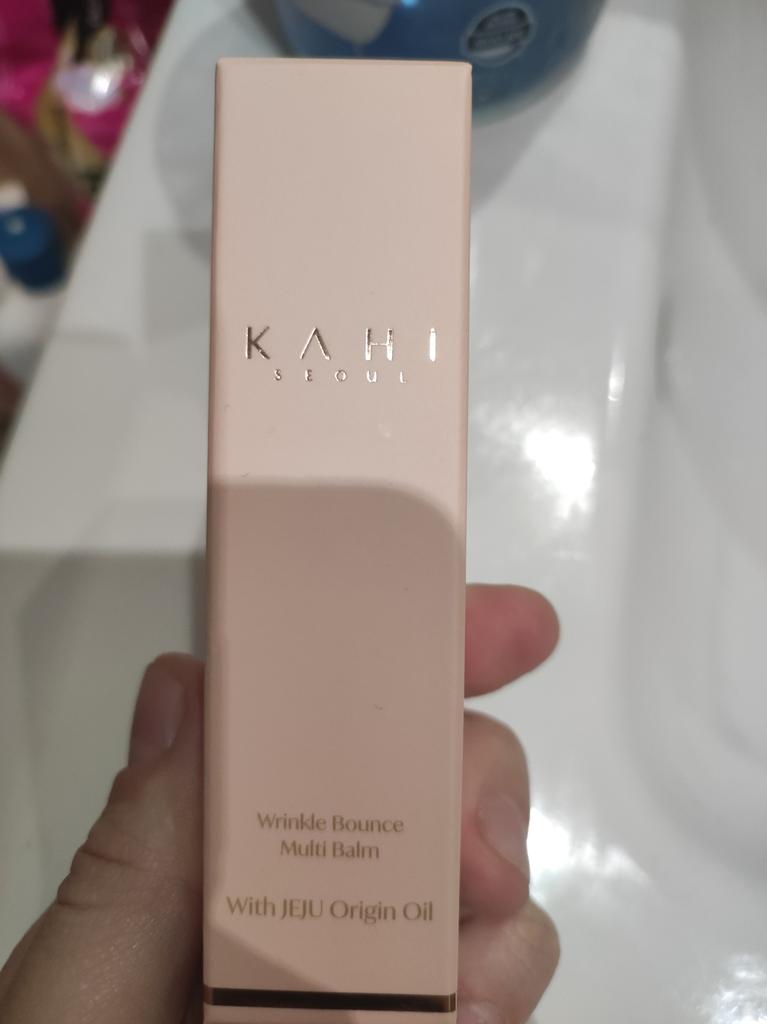 KAHI
SEOUL
Wrinkle Bounce
Multi Balm
With JEJU Origin Oil